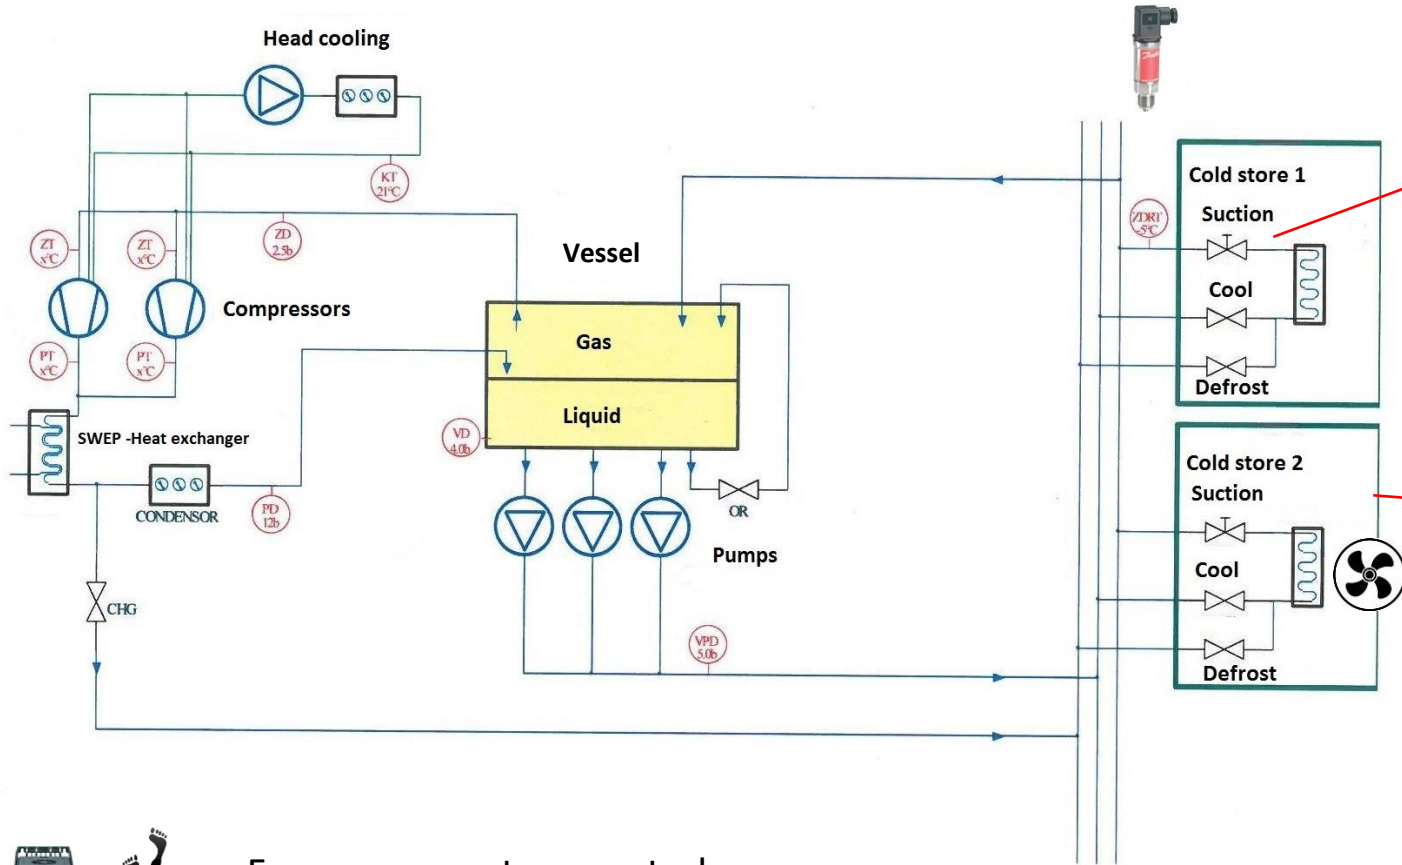 Head cooling
KT
21°C
ZT
x°C
ZT
x°C
ZD
2.5b
Compressors
PT
x°C
PT
x°C
SWEP -Heat exchanger
CONDENSOR
PD
12b
CHG
Vessel
Gas
Liquid
VD
4.0b
OR
Pumps
VPD
5.0b
Danfoss
ZDRT
-5°C
Cold store 1
Suction
Cool
Defrost
Cold store 2
Suction
Cool
Defrost